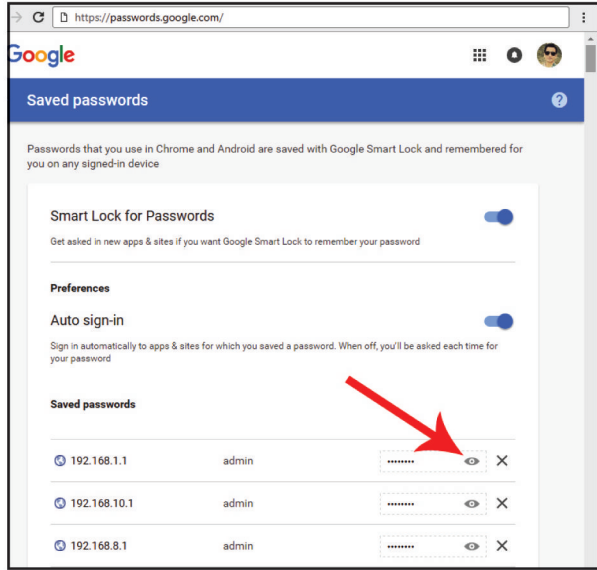 https://passwords.google.com/
Google
Saved passwords
?
Passwords that you use in Chrome and Android are saved with Google Smart Lock and remembered for
you on any signed-in device
Smart Lock for Passwords
Get asked in new apps & sites if you want Google Smart Lock to remember your password
Preferences
Auto sign-in
Sign in automatically to apps & sites for which you saved a password. When off, you'll be asked each time for
your password
Saved passwords
192.168.1.1 admin ••••••••
192.168.10.1 admin ••••••••
192.168.8.1 admin ••••••••